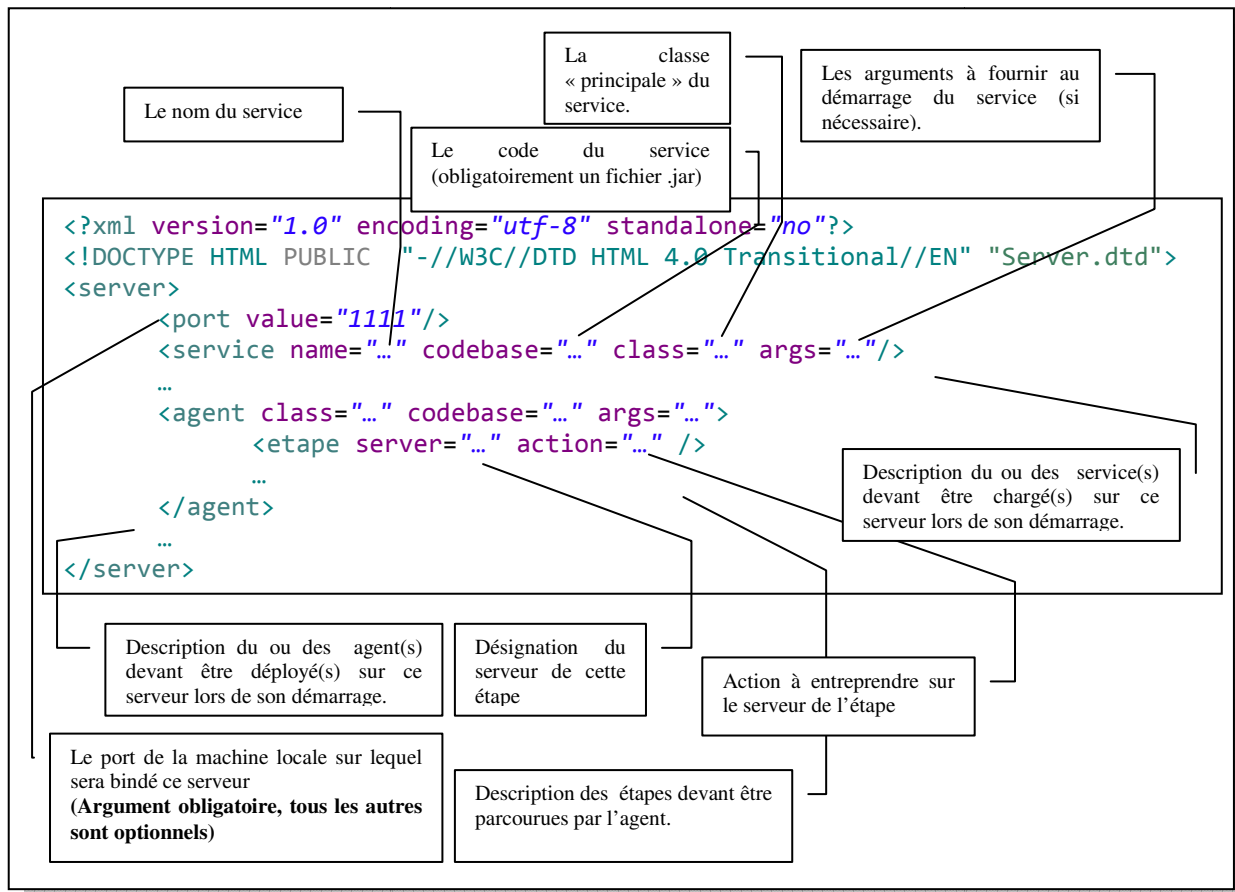 La classe
« principale » du
service.
Les arguments à fournir au
démarrage du service (si
nécessaire).
Le nom du service
Le code du service
(obligatoirement un fichier .jar)
<?xml version="1.0" encoding="utf-8" standalone="no"?>
<!DOCTYPE HTML PUBLIC "-//W3C//DTD HTML 4.0 Transitional//EN" "Server.dtd">
<server>
<port value="1111"/>
<service name="…" codebase="…" class="…" args="…"/>
…
<agent class="…" codebase="…" args="…">
<etape server="…" action="…" />
…
</agent>
…
</server>
Description du ou des service(s)
devant être chargé(s) sur ce
serveur lors de son démarrage.
Description du ou des agent(s)
devant être déployé(s) sur ce
serveur lors de son démarrage.
Désignation du
serveur de cette
étape
Action à entreprendre sur
le serveur de l’étape
Le port de la machine locale sur lequel
sera bindé ce serveur
(Argument obligatoire, tous les autres
sont optionnels)
Description des étapes devant être
parcourues par l’agent.